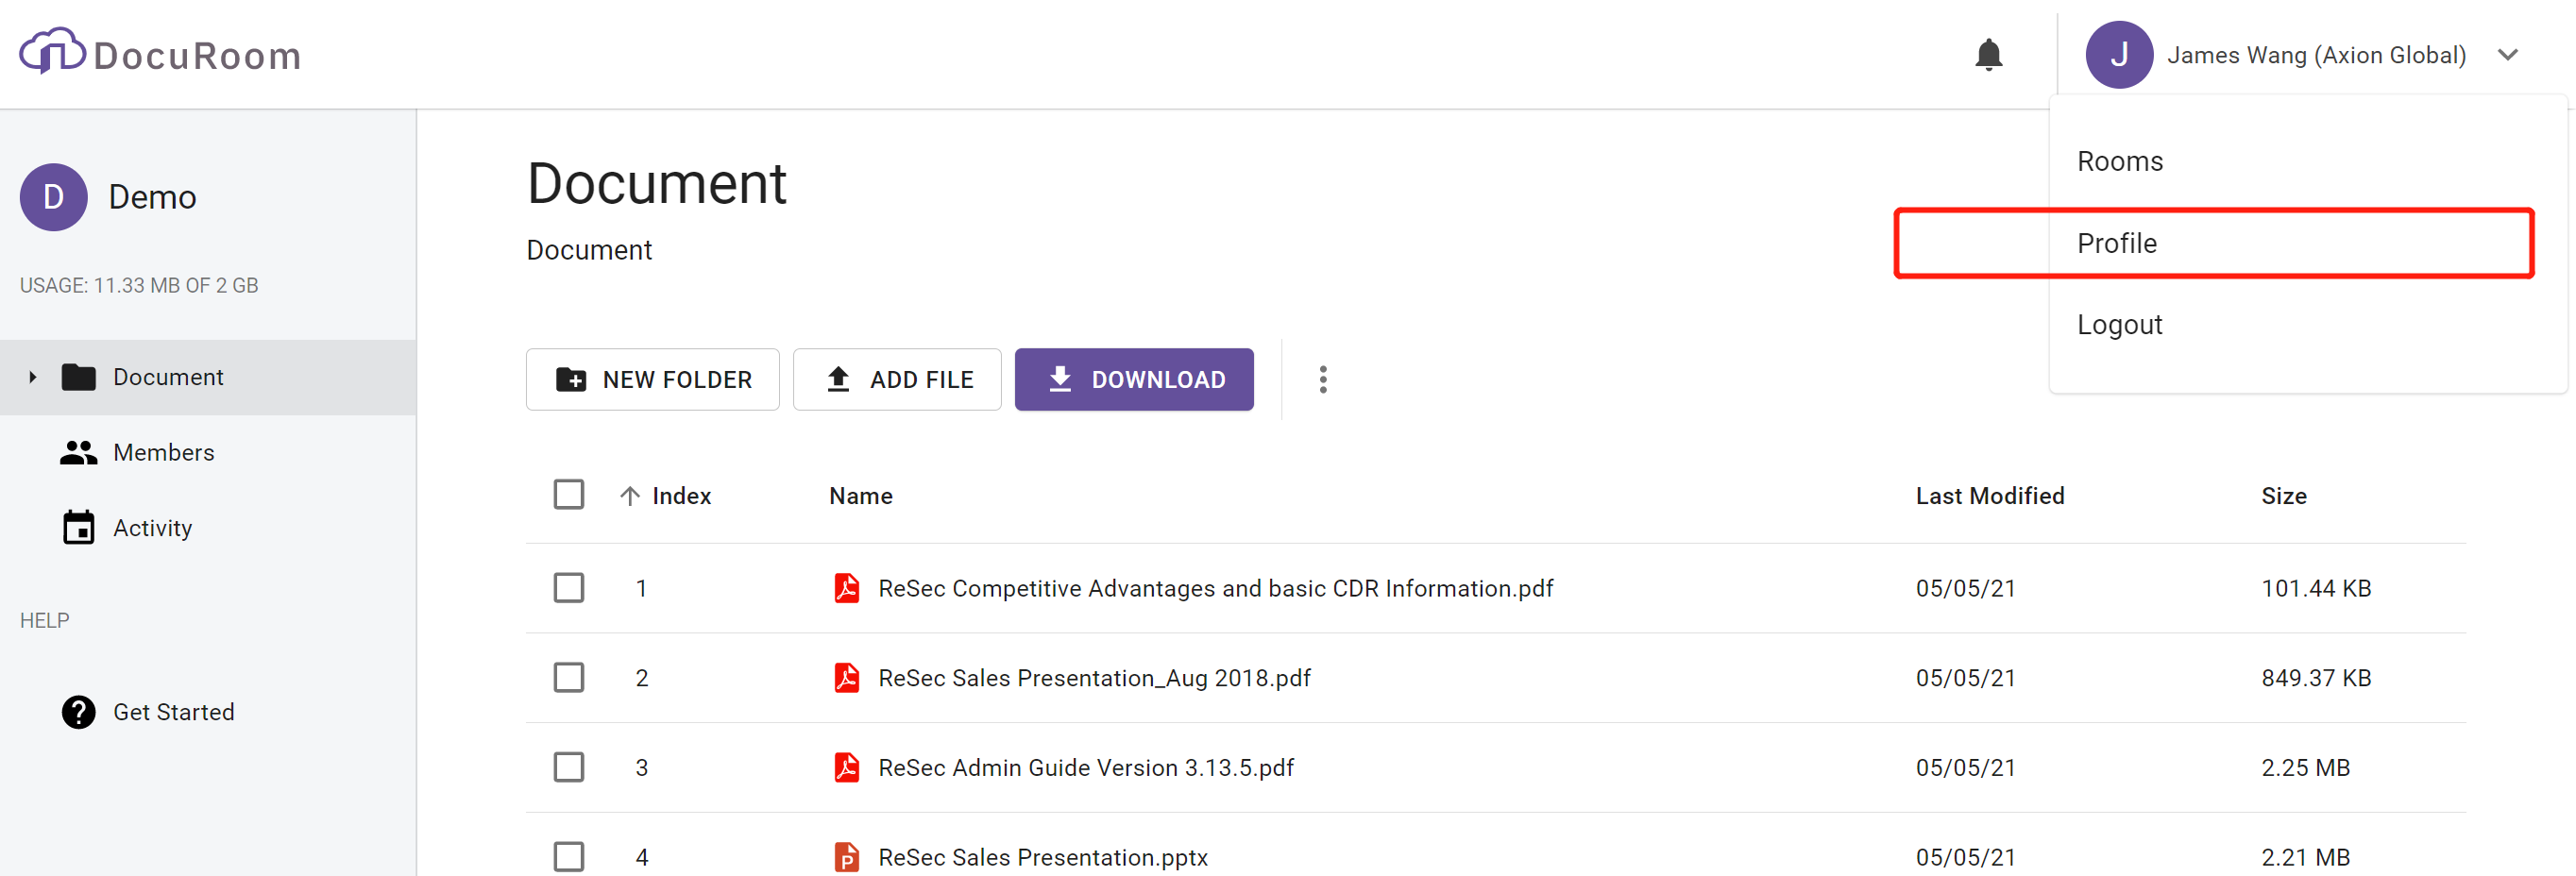 DocuRoom
J James Wang (Axion Global)
Rooms
Profile
Logout
D Demo
USAGE: 11.33 MB OF 2 GB
Document
Members
Activity
HELP
Get Started
Document
Document
NEW FOLDER ADD FILE DOWNLOAD
Index Name Last Modified Size
1 ReSec Competitive Advantages and basic CDR Information.pdf 05/05/21 101.44 KB
2 ReSec Sales Presentation_Aug 2018.pdf 05/05/21 849.37 KB
3 ReSec Admin Guide Version 3.13.5.pdf 05/05/21 2.25 MB
4 P ReSec Sales Presentation.pptx 05/05/21 2.21 MB